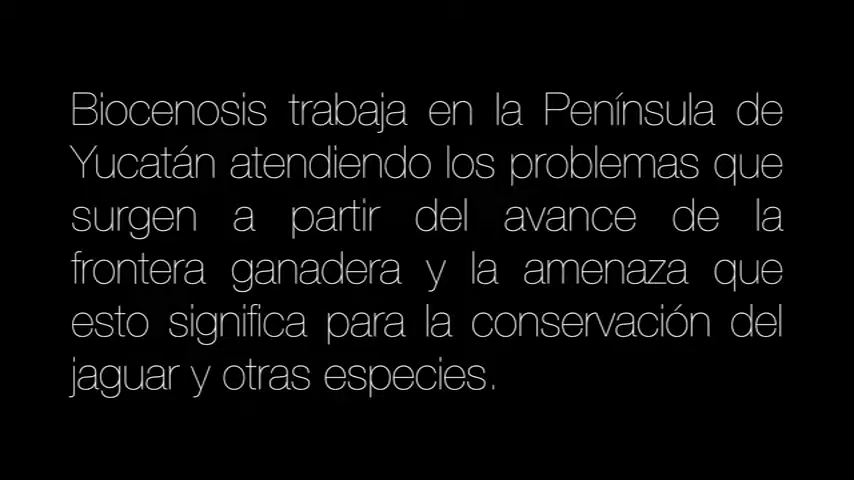 Biocenosis trabaja en la Península de
Yucatán atendiendo los problemas que
surgen a partir del avance de la
frontera ganadera y la amenaza que
esto significa para la conservación del
jaguar y otras especies.